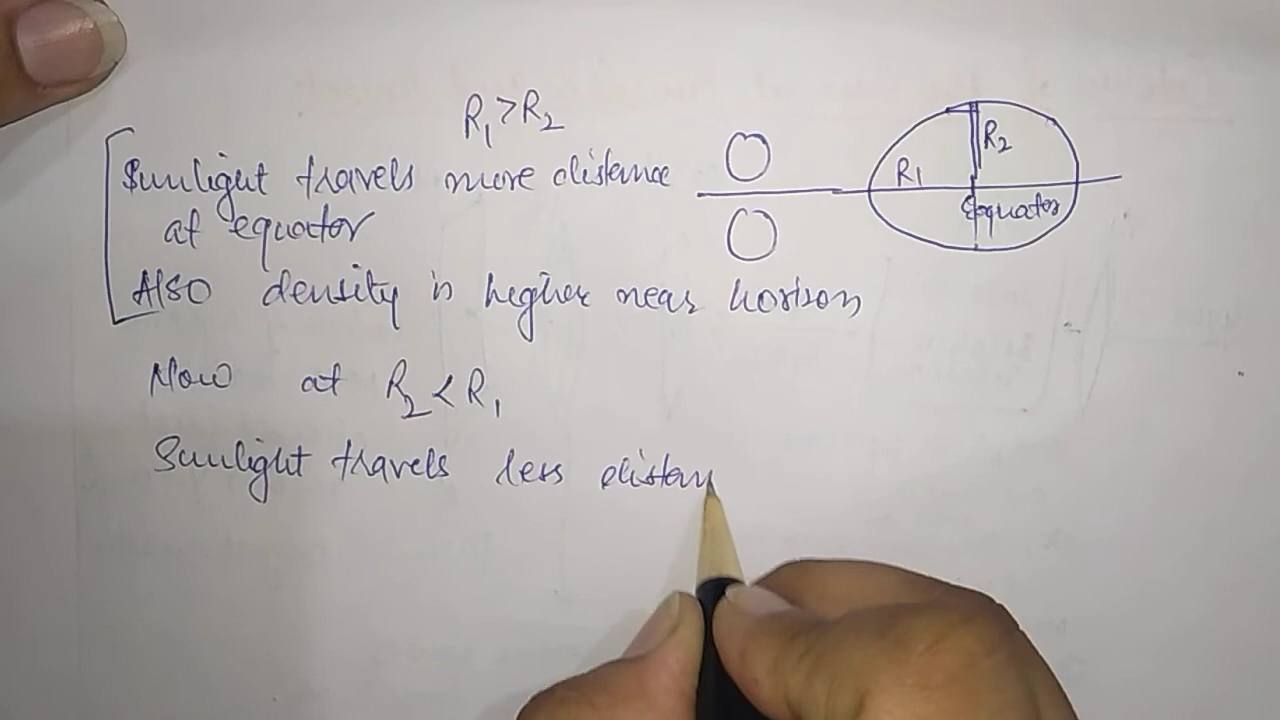 R₁ > R₂
Sunlight travels more distance
at equator
Also density is higher near horizon
R₂
R₁
Equator
Now at R₂ < R₁
Sunlight travels less distan